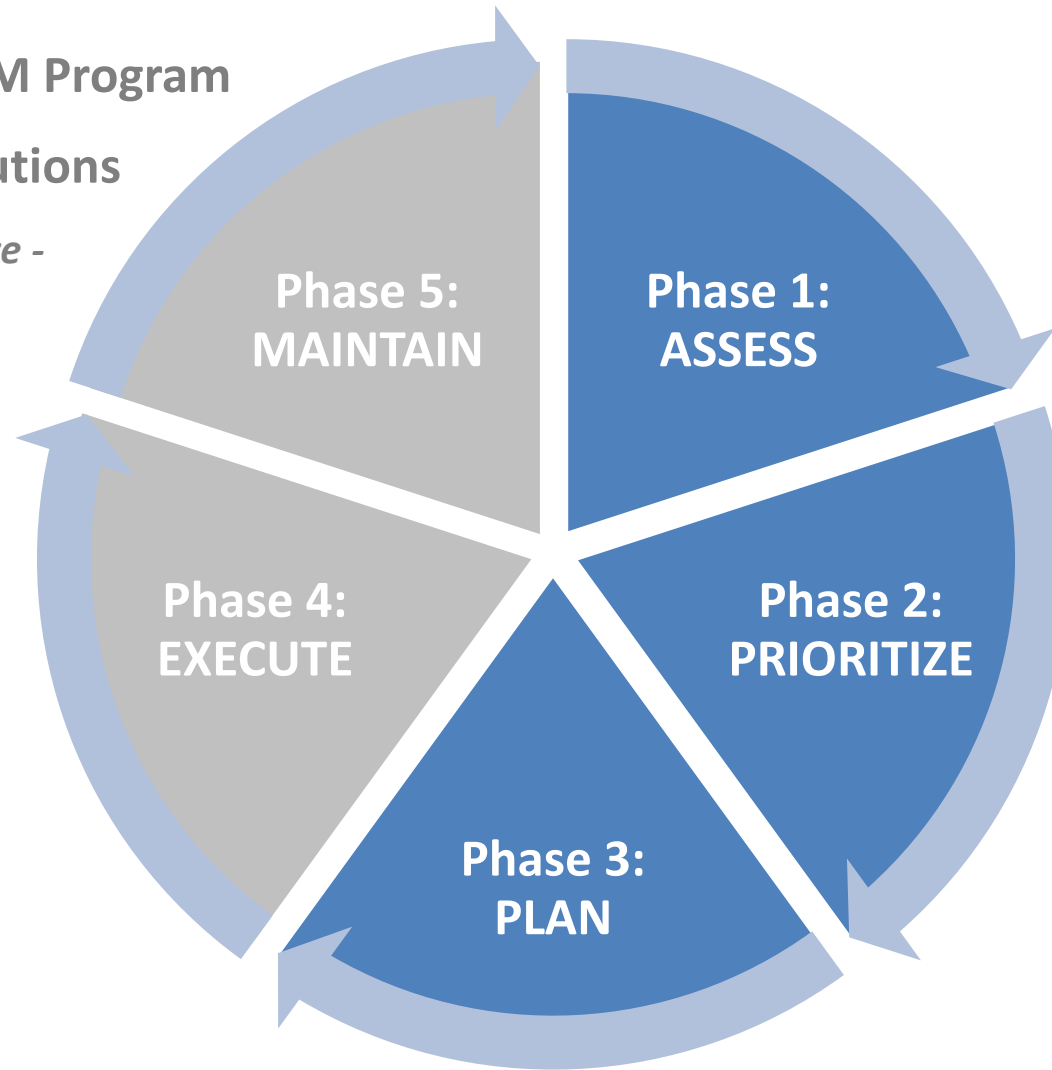 M Program
utions
e -
Phase 5:
MAINTAIN
Phase 1:
ASSESS
Phase 4:
EXECUTE
Phase 2:
PRIORITIZE
Phase 3:
PLAN